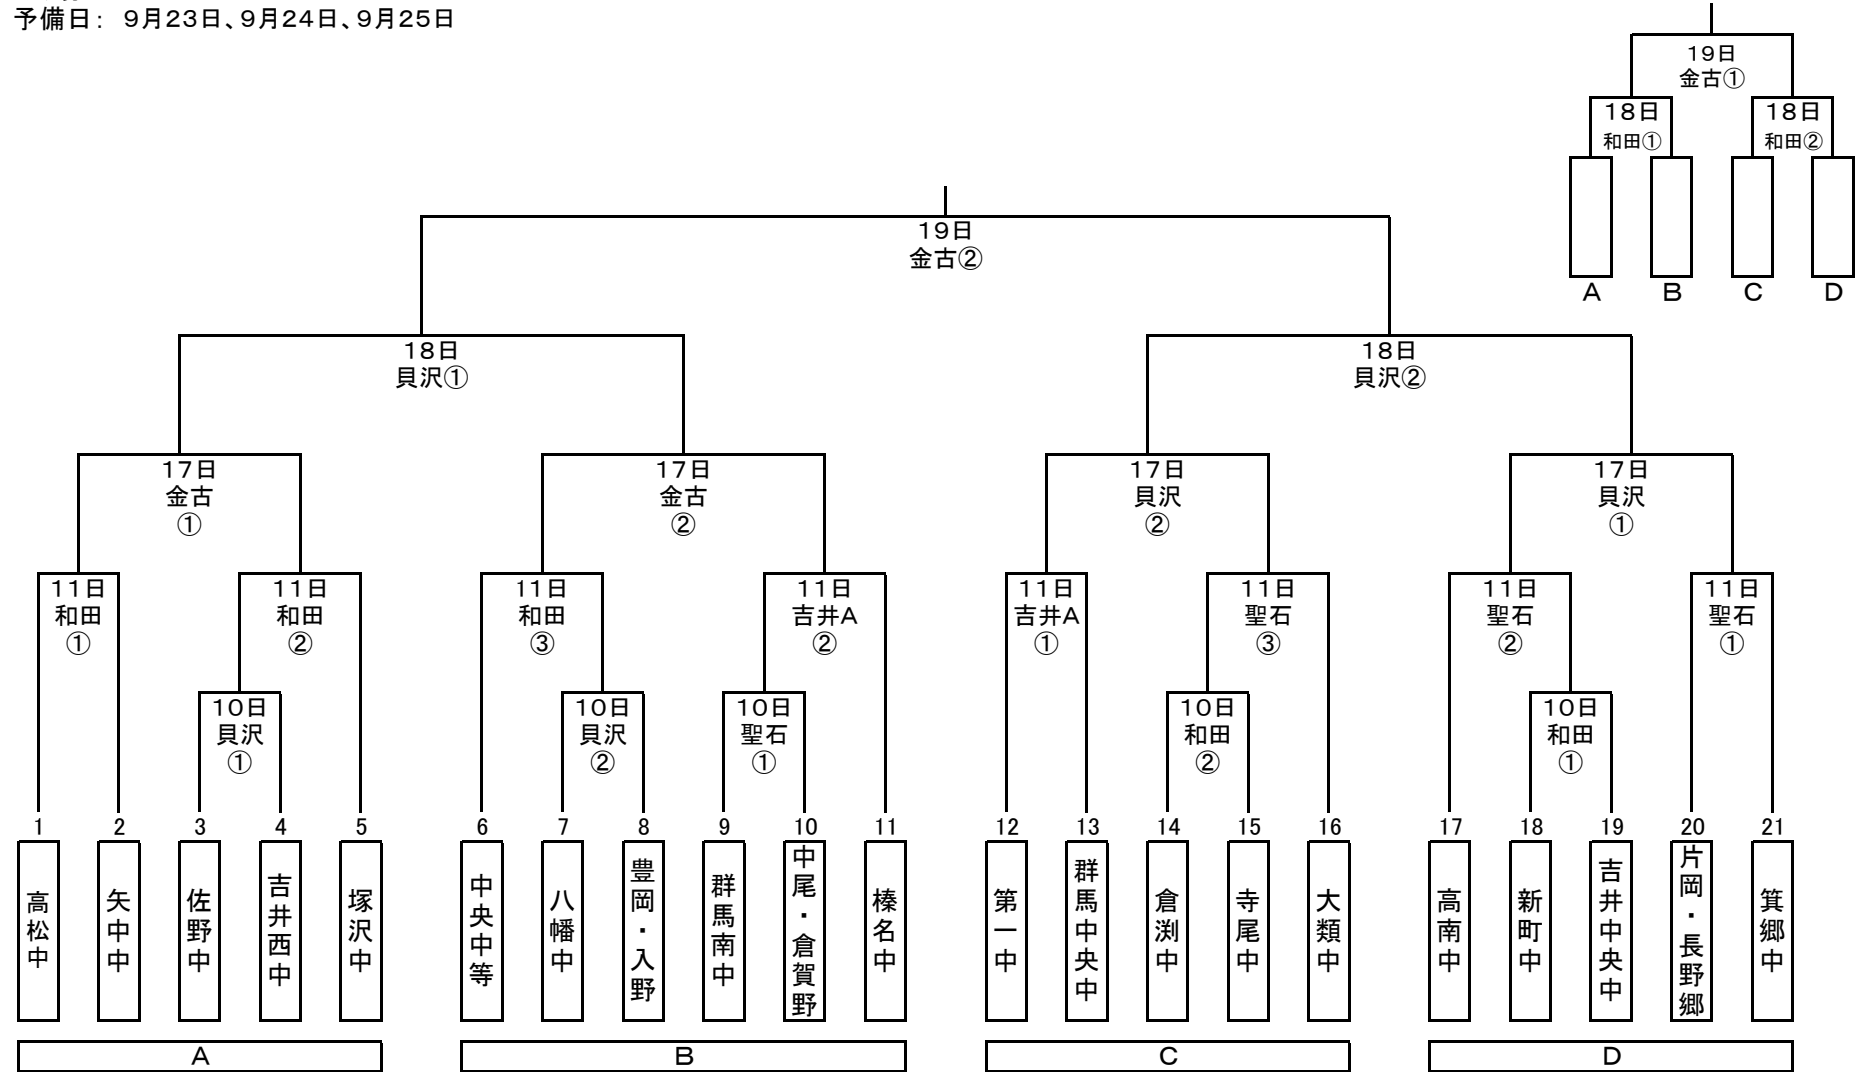 予備日： ９月２３日、９月２４日、９月２５日
１９日
金古①
１８日
和田①
１８日
和田②
A
B
C
D
１９日
金古②
１８日
貝沢①
１８日
貝沢②
１７日
金古
①
１７日
金古
②
１７日
貝沢
②
１７日
貝沢
①
１１日
和田
①
１１日
和田
②
１１日
和田
③
１１日
吉井A
②
１１日
吉井A
①
１１日
聖石
③
１１日
聖石
②
１１日
聖石
①
１０日
貝沢
①
１０日
貝沢
②
１０日
聖石
①
１０日
和田
②
１０日
和田
①
1
2
3
4
5
6
7
8
9
10
11
12
13
14
15
16
17
18
19
20
21
高松中
矢中中
佐野中
吉井西中
塚沢中
中央中等
八幡中
豊岡・入野
群馬南中
中尾・倉賀野
榛名中
第一中
群馬中央中
倉渕中
寺尾中
大類中
高南中
新町中
吉井中央中
片岡・長野郷
箕郷中
A
B
C
D